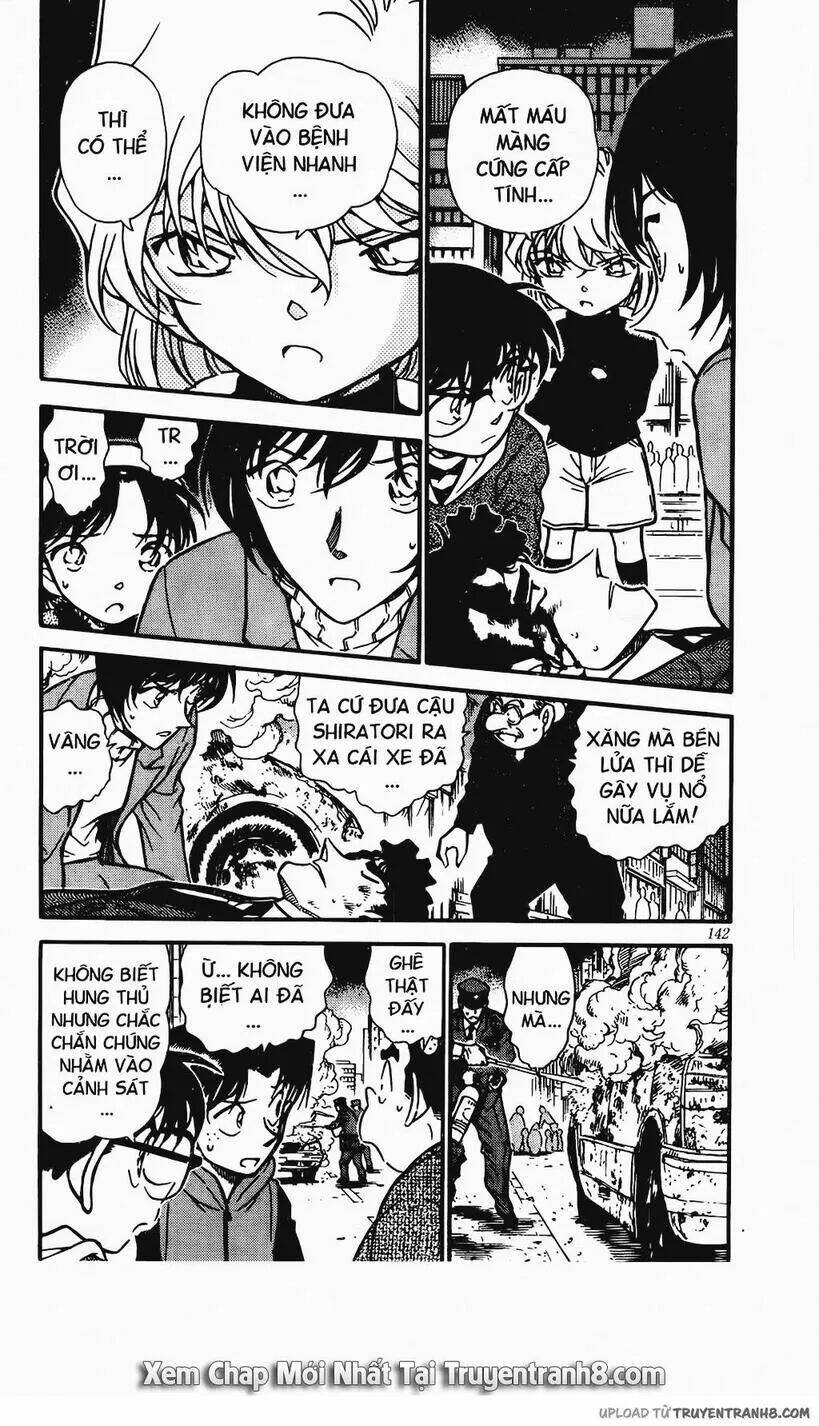 MẤT MÁU
MÀNG
CỨNG CẤP
TÍNH...
KHÔNG ĐƯA
VÀO BỆNH
VIỆN NHANH
...
THÌ
CÓ THỂ
...
TR
...
TRỜI
ƠI...
XĂNG MÀ BÉN
LỬA THÌ DỄ
GÂY VỤ NỔ
NỮA LẮM!
TA CỨ ĐƯA CẬU
SHIRATORI RA
XA CÁI XE ĐÃ
...
VÂNG
...
142
NHƯNG
MÀ...
GHÊ
THẬT
ĐẤY
...
Ừ... KHÔNG
BIẾT AI ĐÃ
...
KHÔNG BIẾT
HUNG THỦ
NHƯNG CHẮC
CHẮN CHÚNG
NHẰM VÀO
CẢNH SÁT
...
Xem Chap Mới Nhất Tại Truyentranh8.com
UPLOAD TỪ TRUYENTRANH8.COM